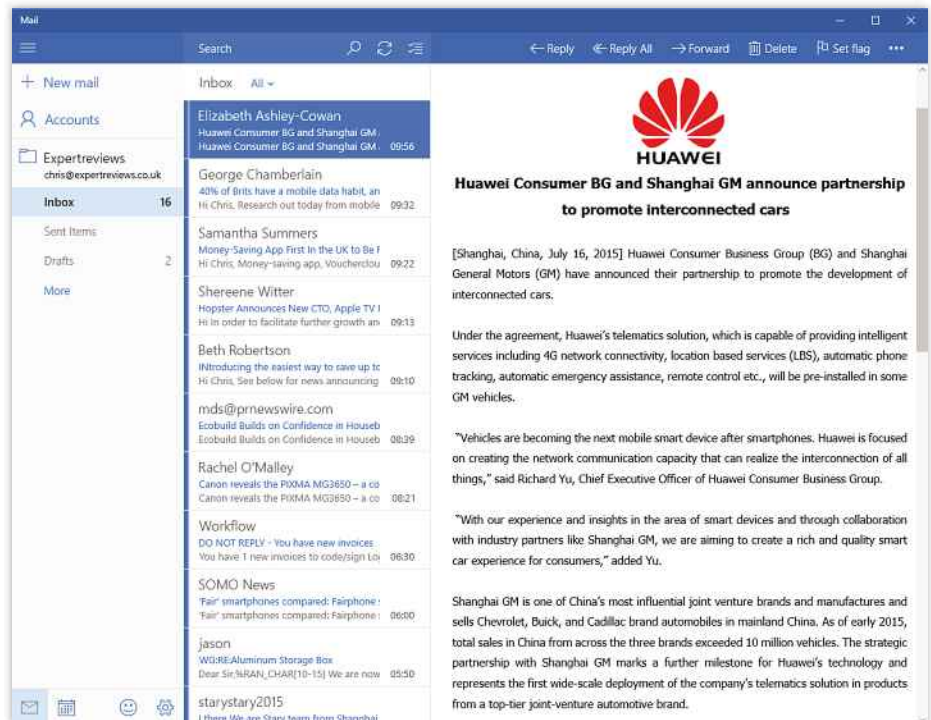 Mail
Search
Reply
Reply All
Forward
Delete
Set flag
New mail
Accounts
Expertreviews
chris@expertreviews.co.uk
Inbox 16
Sent Items
Drafts 2
More
Inbox All
Elizabeth Ashley-Cowan
Huawei Consumer BG and Shanghai GM
Huawei Consumer BG and Shanghai GM 09:56
George Chamberlain
40% of Brits have a mobile data habit, an
Hi Chris, Research out today from mobile 09:32
Samantha Summers
Money-Saving App First In the UK to Be F
Hi Chris, Money-saving app, Voucherclou 09:22
Shereene Witter
Hopster Announces New CTO, Apple TV
Hi In order to facilitate further growth an 09:13
Beth Robertson
INtroducing the easiest way to save up to
Hi Chris, See below for news announcing 09:10
mds@prnewswire.com
Ecobuild Builds on Confidence in Househ
Ecobuild Builds on Confidence in Househ 08:39
Rachel O'Malley
Canon reveals the PIXMA MG3650 – a co
Canon reveals the PIXMA MG3650 – a co 08:21
Workflow
DO NOT REPLY - You have new invoices
You have 1 new invoices to code/sign Lo 06:30
SOMO News
'Fair' smartphones compared: Fairphone
'Fair' smartphones compared: Fairphone 06:00
jason
WG:RE:Aluminum Storage Box
Dear Sir,%RAN_CHAR[10-15] We are now 05:50
starystary2015
HUAWEI
Huawei Consumer BG and Shanghai GM announce partnership
to promote interconnected cars
[Shanghai, China, July 16, 2015] Huawei Consumer Business Group (BG) and Shanghai
General Motors (GM) have announced their partnership to promote the development of
interconnected cars.
Under the agreement, Huawei's telematics solution, which is capable of providing intelligent
services including 4G network connectivity, location based services (LBS), automatic phone
tracking, automatic emergency assistance, remote control etc., will be pre-installed in some
GM vehicles.
"Vehicles are becoming the next mobile smart device after smartphones. Huawei is focused
on creating the network communication capacity that can realize the interconnection of all
things," said Richard Yu, Chief Executive Officer of Huawei Consumer Business Group.
"With our experience and insights in the area of smart devices and through collaboration
with industry partners like Shanghai GM, we are aiming to create a rich and quality smart
car experience for consumers," added Yu.
Shanghai GM is one of China's most influential joint venture brands and manufactures and
sells Chevrolet, Buick, and Cadillac brand automobiles in mainland China. As of early 2015,
total sales in China from across the three brands exceeded 10 million vehicles. The strategic
partnership with Shanghai GM marks a further milestone for Huawei's technology and
represents the first wide-scale deployment of the company's telematics solution in products
from a top-tier joint-venture automotive brand.